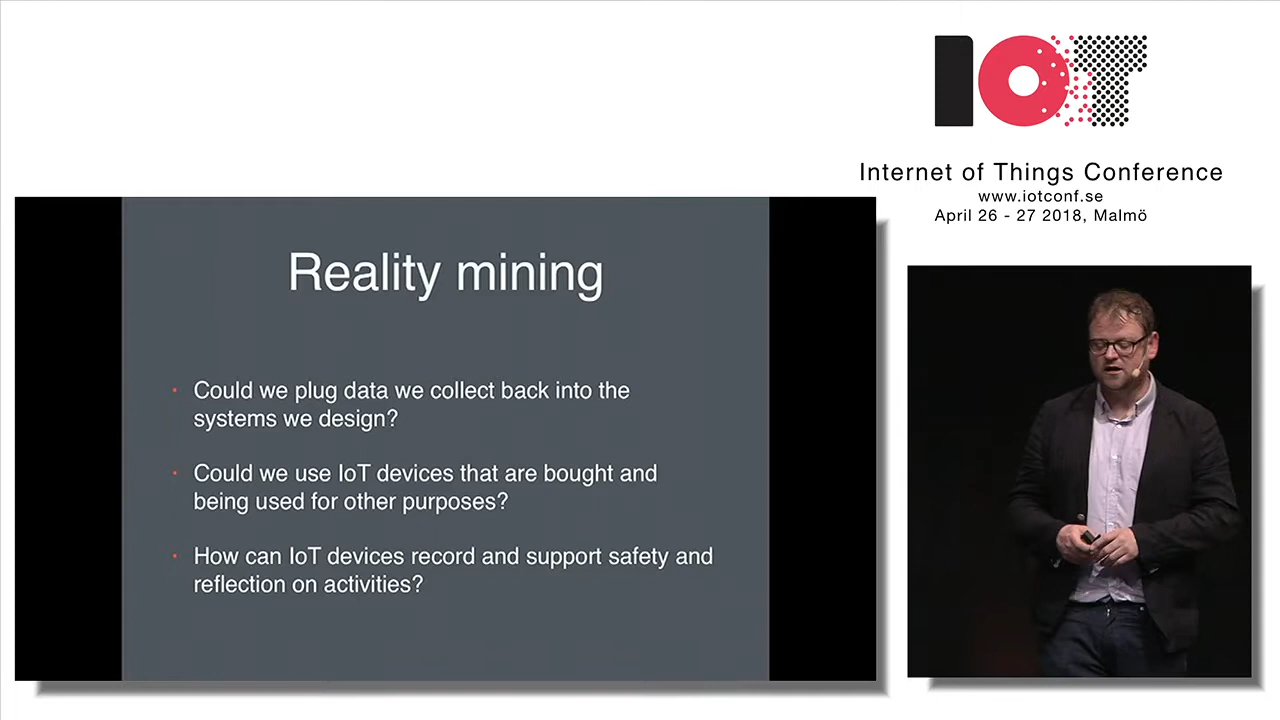 IOT
Internet of Things Conference
www.iotconf.se
April 26 - 27 2018, Malmö
Reality mining
Could we plug data we collect back into the
systems we design?
Could we use IoT devices that are bought and
being used for other purposes?
How can IoT devices record and support safety and
reflection on activities?